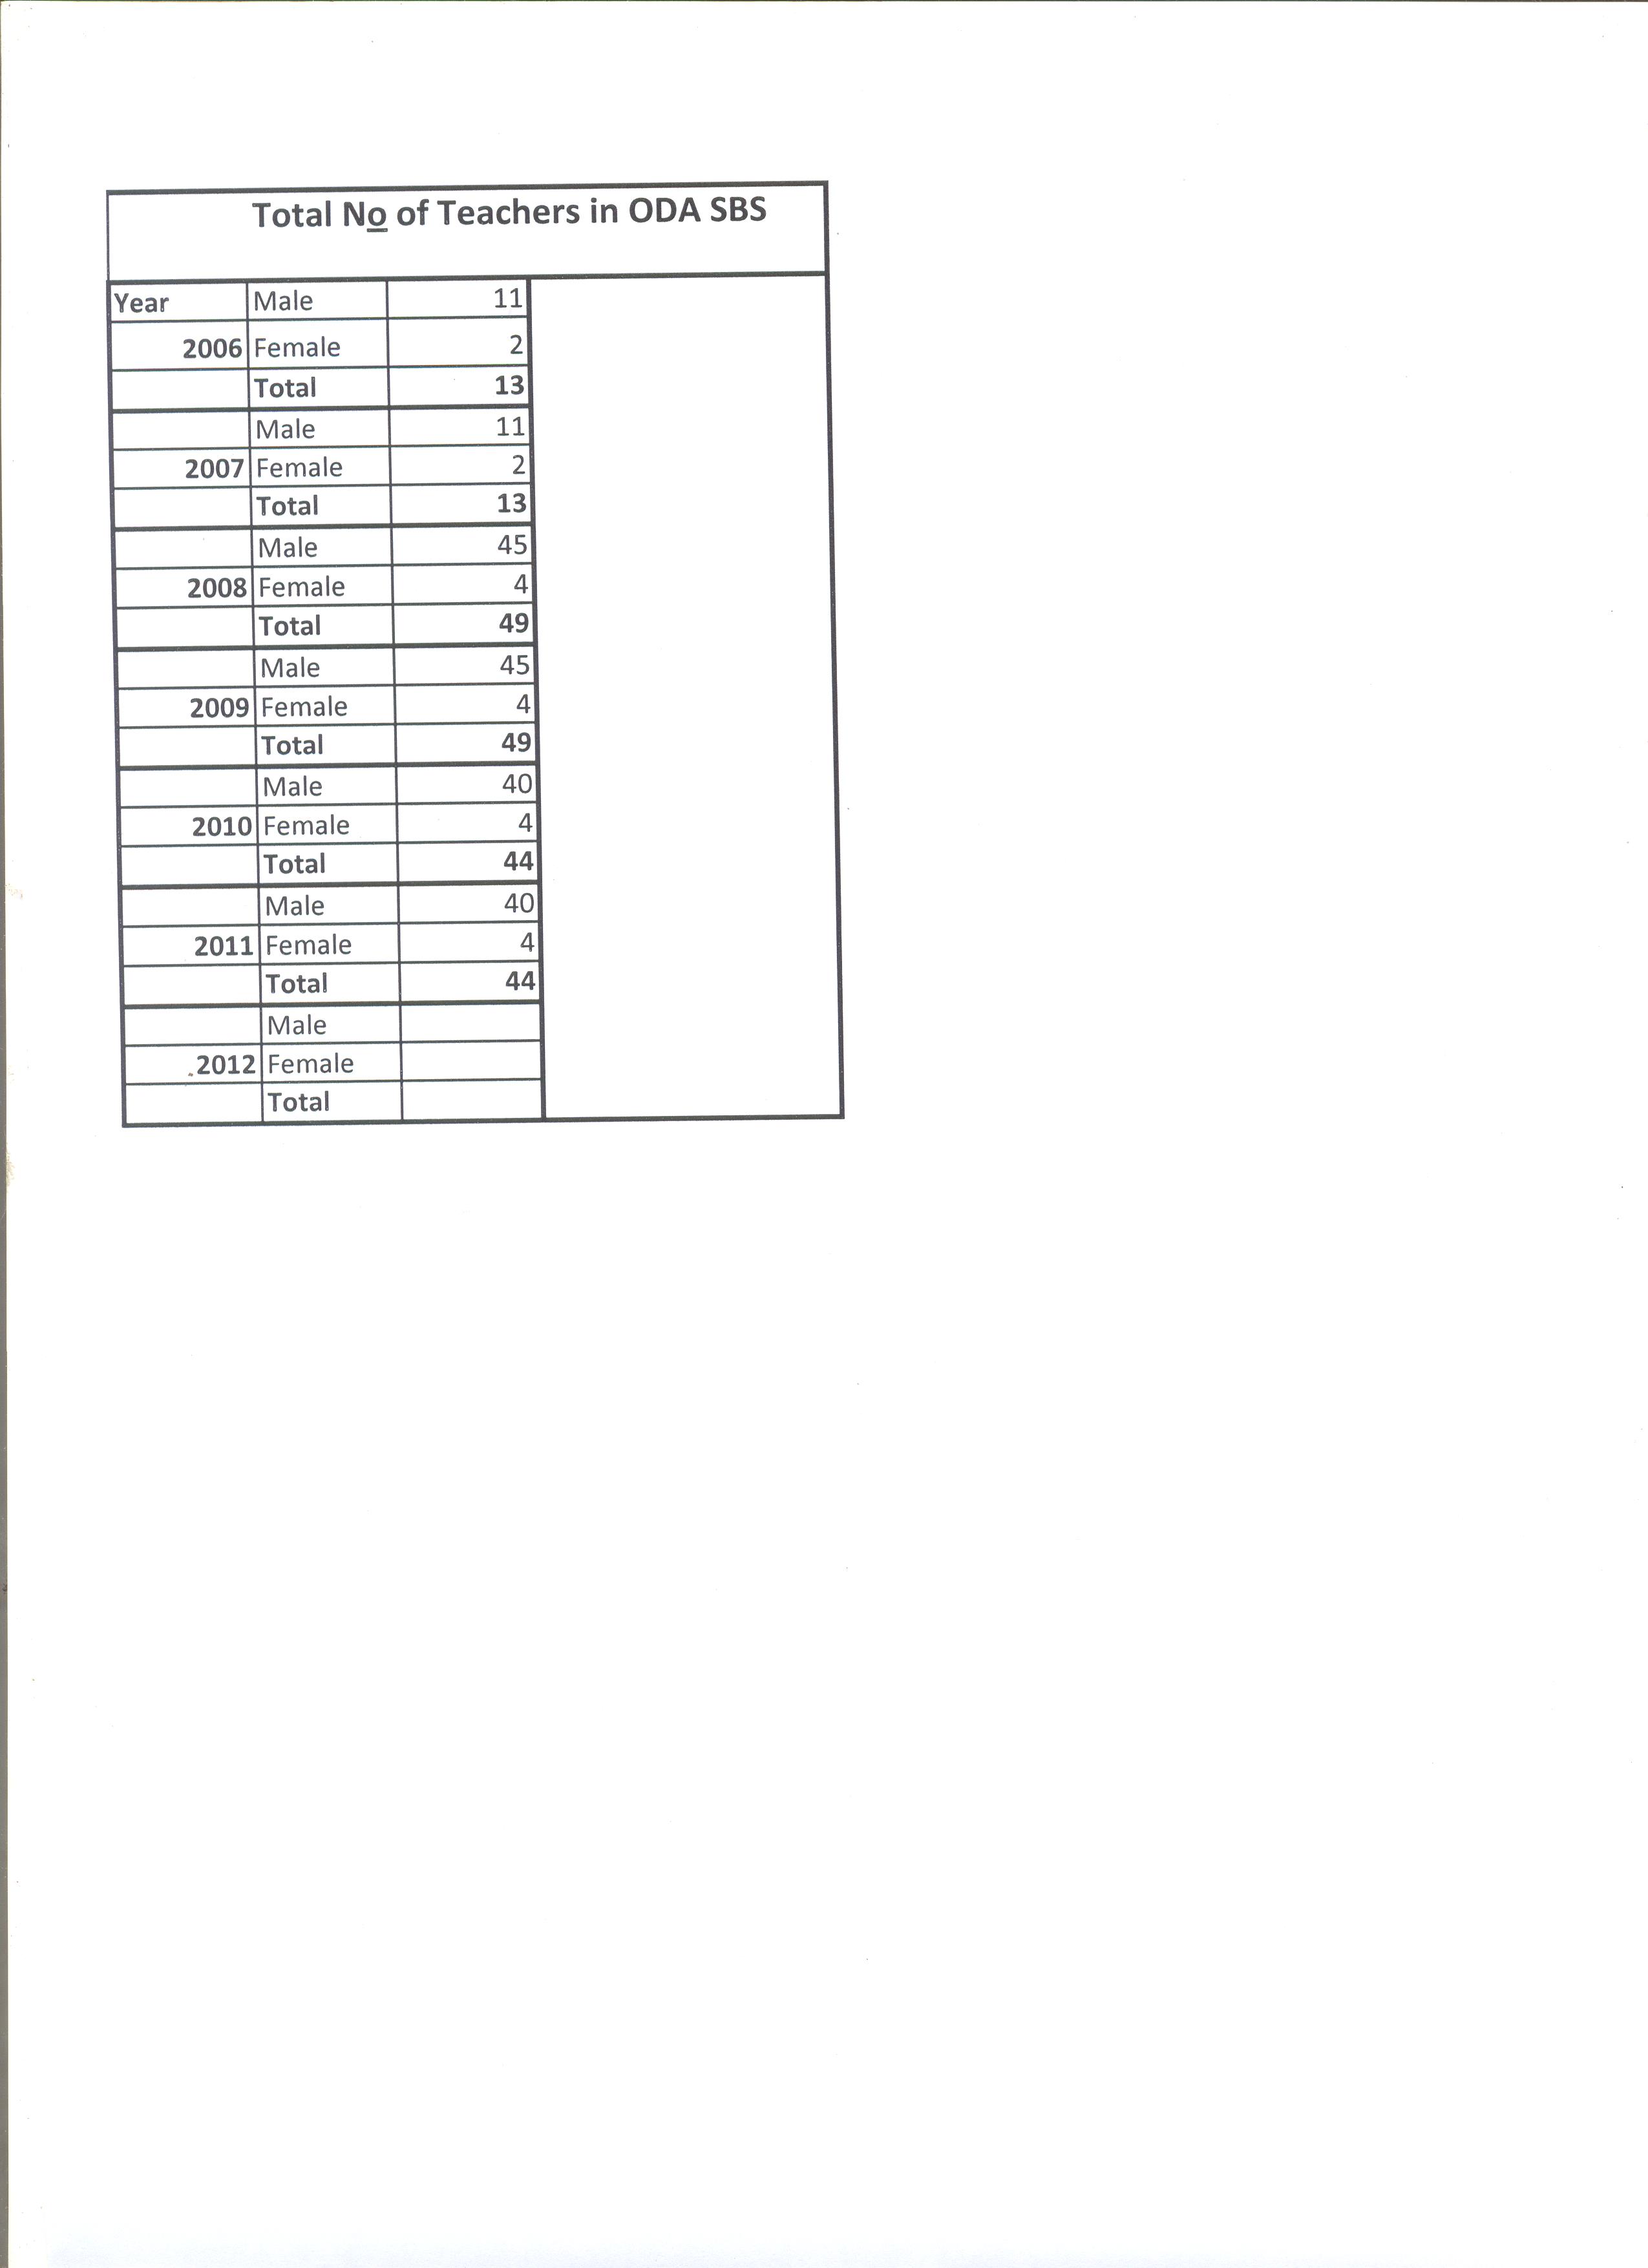 Total No of Teachers in ODA SBS
Year Male 11
2006 Female 2
Total 13
Male 11
2007 Female 2
Total 13
Male 45
2008 Female 4
Total 49
Male 45
2009 Female 4
Total 49
Male 40
2010 Female 4
Total 44
Male 40
2011 Female 4
Total 44
Male
2012 Female
Total